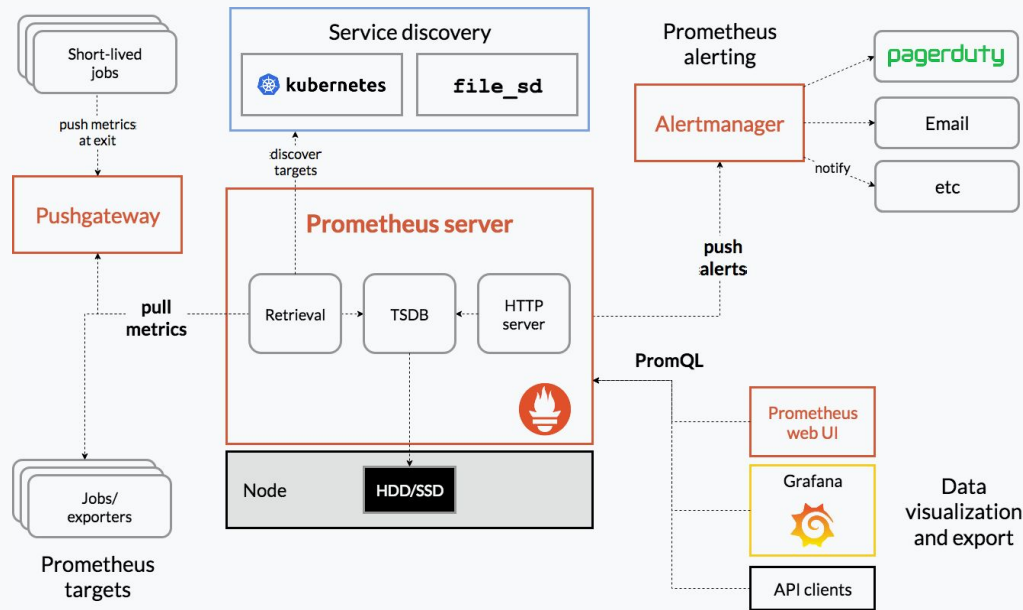 Short-lived
jobs
push metrics
at exit
Pushgateway
Service discovery
kubernetes
file_sd
discover
targets
Prometheus
alerting
Alertmanager
pagerduty
Email
notify
etc
Prometheus server
Retrieval
TSDB
HTTP
server
pull
metrics
push
alerts
PromQL
Node
HDD/SSD
Jobs/
exporters
Prometheus
targets
Prometheus
web UI
Grafana
API clients
Data
visualization
and export